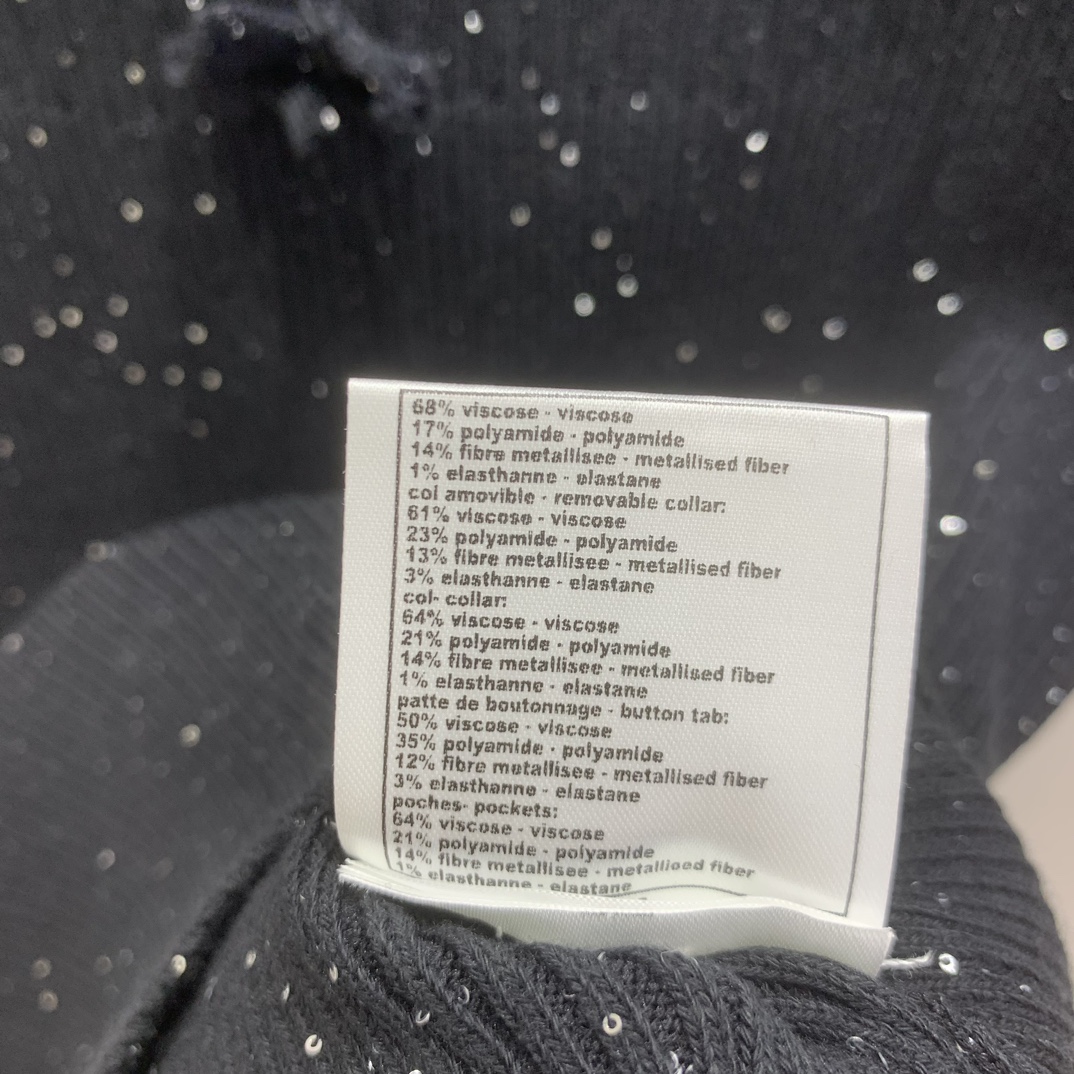 68% viscose - viscose
17% polyamide - polyamide
14% fibre metallisee - metallised fiber
1% elasthanne - elastane
col amovible - removable collar:
61% viscose - viscose
23% polyamide - polyamide
13% fibre metallisee - metallised fiber
3% elasthanne - elastane
col- collar:
64% viscose - viscose
21% polyamide - polyamide
14% fibre metallisee - metallised fiber
1% elasthanne - elastane
patte de boutonnage - button tab:
50% viscose - viscose
35% polyamide - polyamide
12% fibre metallisee - metallised fiber
3% elasthanne - elastane
poches- pockets:
64% viscose - viscose
21% polyamide - polyamide
14% fibre metallisee - metallised fiber
1% elasthanne - elastane